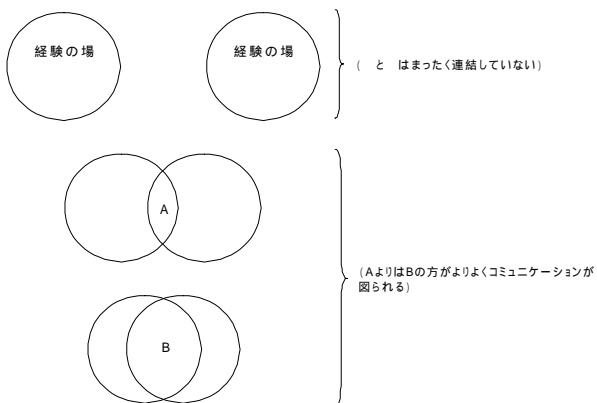 経験の場
経験の場
(　と　はまったく連結していない)
A
(AよりはBの方がよりよくコミュニケーションが
図られる)
B